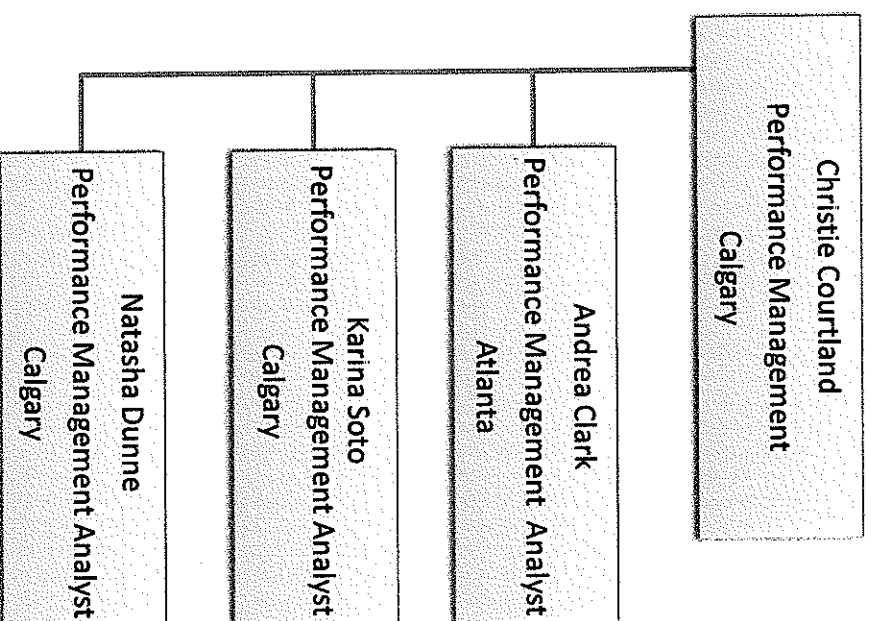 Christie Courtland
Performance Management
Calgary
Andrea Clark
Performance Management Analyst
Atlanta
Karina Soto
Performance Management Analyst
Calgary
Natasha Dunne
Performance Management Analyst
Calgary